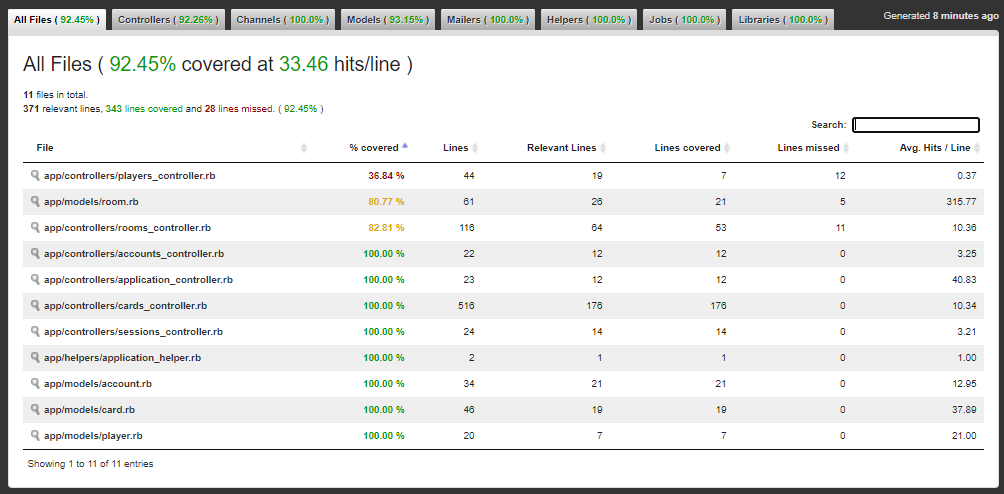 All Files ( 92.45% ) Controllers ( 92.26% ) Channels ( 100.0% ) Models ( 93.15% ) Mailers ( 100.0% ) Helpers ( 100.0% ) Jobs ( 100.0% ) Libraries ( 100.0% ) Generated 8 minutes ago
All Files ( 92.45% covered at 33.46 hits/line )
11 files in total.
371 relevant lines, 343 lines covered and 28 lines missed. ( 92.45% )
Search:
File % covered Lines Relevant Lines Lines covered Lines missed Avg. Hits / Line
app/controllers/players_controller.rb 36.84 % 44 19 7 12 0.37
app/models/room.rb 80.77 % 61 26 21 5 315.77
app/controllers/rooms_controller.rb 82.81 % 116 64 53 11 10.36
app/controllers/accounts_controller.rb 100.00 % 22 12 12 0 3.25
app/controllers/application_controller.rb 100.00 % 23 12 12 0 40.83
app/controllers/cards_controller.rb 100.00 % 516 176 176 0 10.34
app/controllers/sessions_controller.rb 100.00 % 24 14 14 0 3.21
app/helpers/application_helper.rb 100.00 % 2 1 1 0 1.00
app/models/account.rb 100.00 % 34 21 21 0 12.95
app/models/card.rb 100.00 % 46 19 19 0 37.89
app/models/player.rb 100.00 % 20 7 7 0 21.00
Showing 1 to 11 of 11 entries